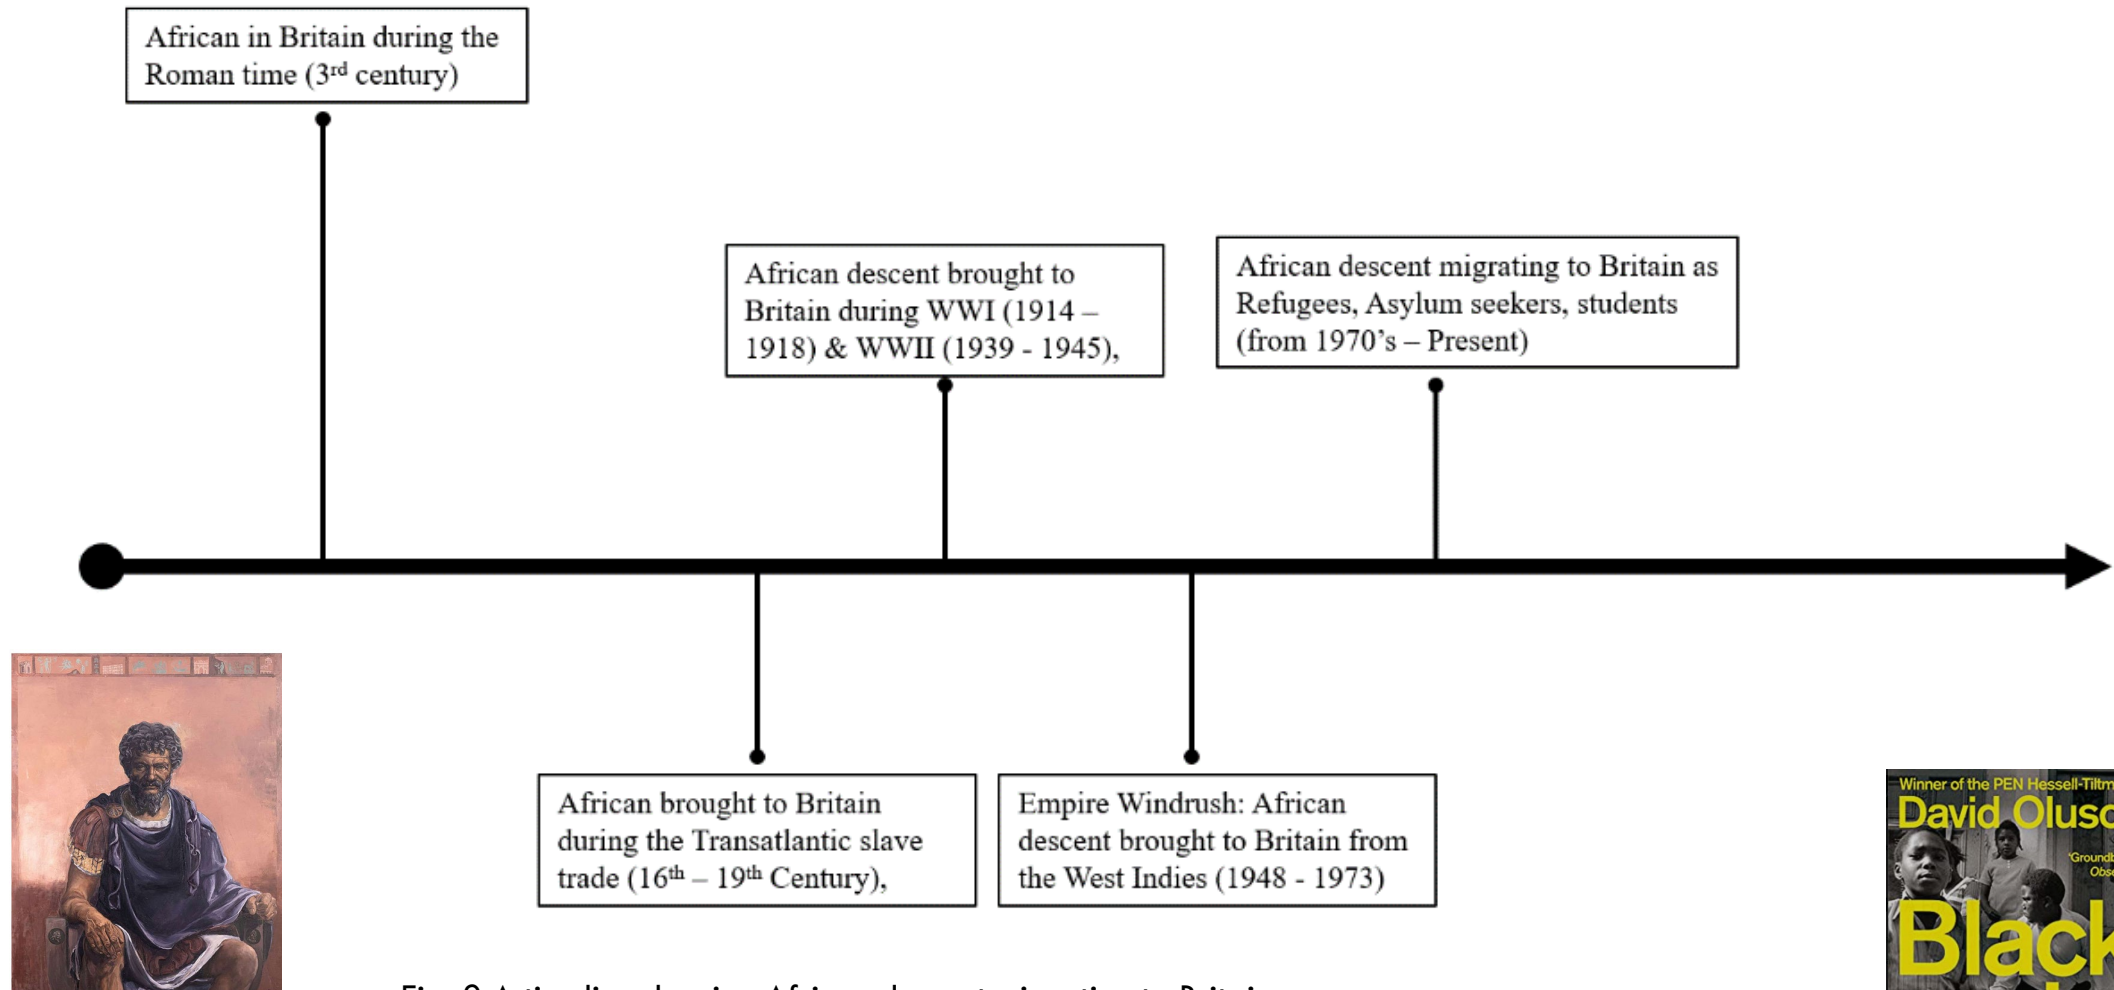 African in Britain during the
Roman time (3rd century)
African descent brought to
Britain during WWI (1914 –
1918) & WWII (1939 - 1945),
African descent migrating to Britain as
Refugees, Asylum seekers, students
(from 1970’s – Present)
African brought to Britain
during the Transatlantic slave
trade (16th – 19th Century),
Empire Windrush: African
descent brought to Britain from
the West Indies (1948 - 1973)
Winner of the PEN
David
Black